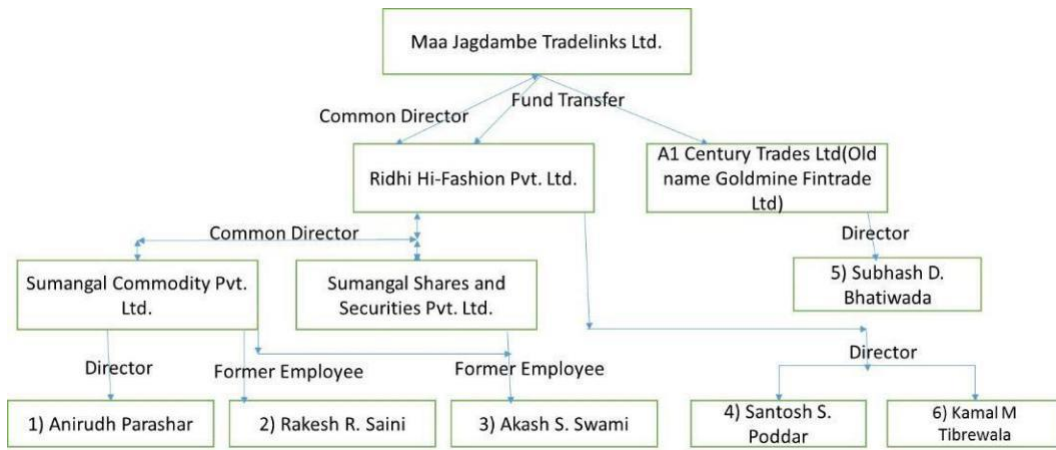 Maa Jagdambe Tradelinks Ltd.
Common Director
Fund Transfer
Ridhi Hi-Fashion Pvt. Ltd.
A1 Century Trades Ltd(Old
name Goldmine Fintrade
Ltd)
Common Director
Director
Sumangal Commodity Pvt.
Ltd.
Sumangal Shares and
Securities Pvt. Ltd.
5) Subhash D.
Bhatiwada
Director
Former Employee
Former Employee
Director
1) Anirudh Parashar
2) Rakesh R. Saini
3) Akash S. Swami
4) Santosh S.
Poddar
6) Kamal M
Tibrewala